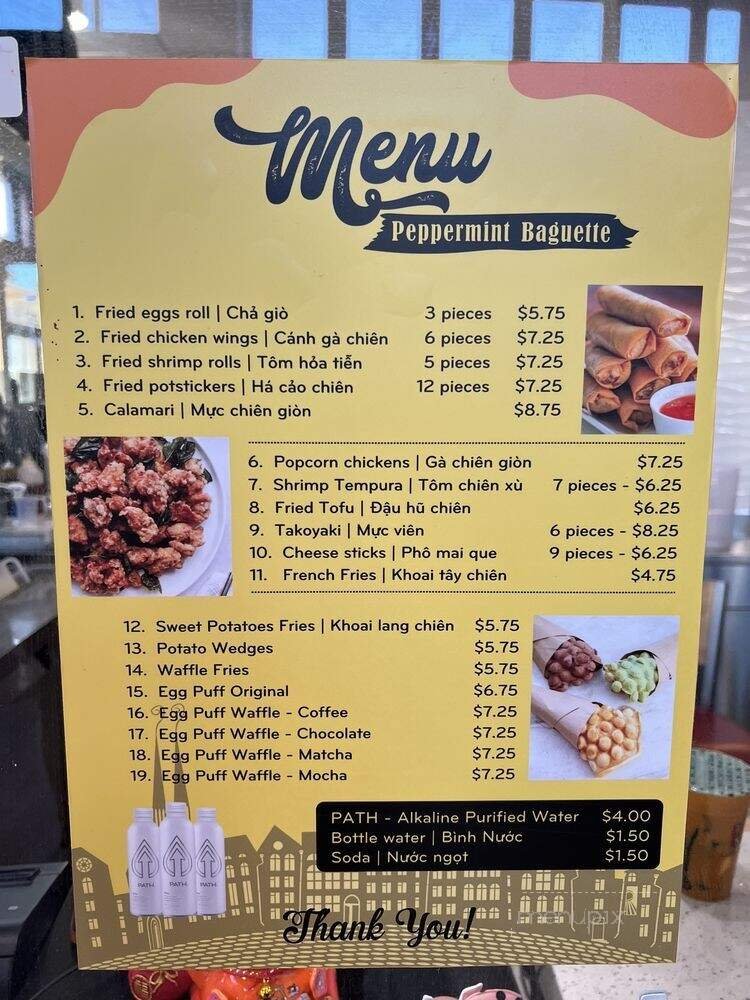 Menu
Peppermint Baguette
1. Fried eggs roll | Chả giò 3 pieces $5.75
2. Fried chicken wings | Cánh gà chiên 6 pieces $7.25
3. Fried shrimp rolls | Tôm hỏa tiễn 5 pieces $7.25
4. Fried potstickers | Há cảo chiên 12 pieces $7.25
5. Calamari | Mực chiên giòn $8.75
6. Popcorn chickens | Gà chiên giòn $7.25
7. Shrimp Tempura | Tôm chiên xù 7 pieces - $6.25
8. Fried Tofu | Đậu hũ chiên $6.25
9. Takoyaki | Mực viên 6 pieces - $8.25
10. Cheese sticks | Phô mai que 9 pieces - $6.25
11. French Fries | Khoai tây chiên $4.75
12. Sweet Potatoes Fries | Khoai lang chiên $5.75
13. Potato Wedges $5.75
14. Waffle Fries $5.75
15. Egg Puff Original $6.75
16. Egg Puff Waffle - Coffee $7.25
17. Egg Puff Waffle - Chocolate $7.25
18. Egg Puff Waffle - Matcha $7.25
19. Egg Puff Waffle - Mocha $7.25
PATH - Alkaline Purified Water $4.00
Bottle water | Bình Nước $1.50
Soda | Nước ngọt $1.50
PATH PATH PATH
Thank You!
menupix